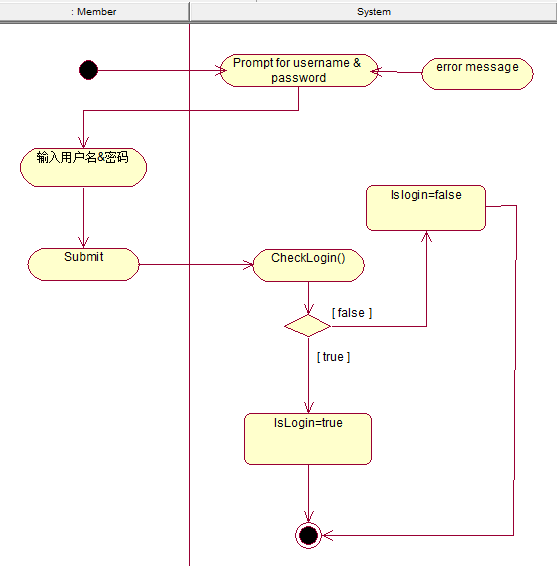 : Member
System
Prompt for username &
password
error message
输入用户名&密码
Islogin=false
Submit
CheckLogin()
[ false ]
[ true ]
IsLogin=true